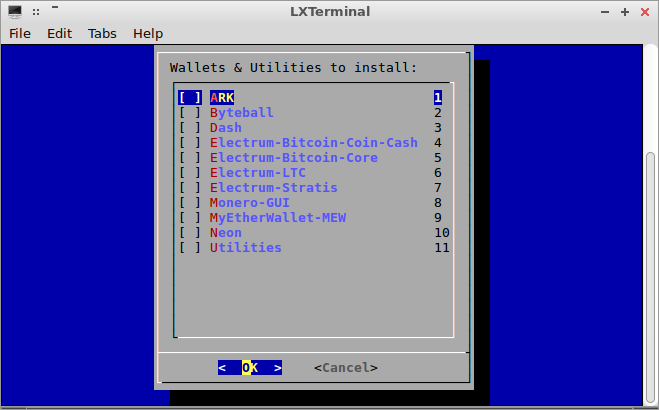 LXTerminal
File Edit Tabs Help
Wallets & Utilities to install:
[ ] ARK 1
[ ] Byteball 2
[ ] Dash 3
[ ] Electrum-Bitcoin-Coin-Cash 4
[ ] Electrum-Bitcoin-Core 5
[ ] Electrum-LTC 6
[ ] Electrum-Stratis 7
[ ] Monero-GUI 8
[ ] MyEtherWallet-MEW 9
[ ] Neon 10
[ ] Utilities 11
< OK > <Cancel>